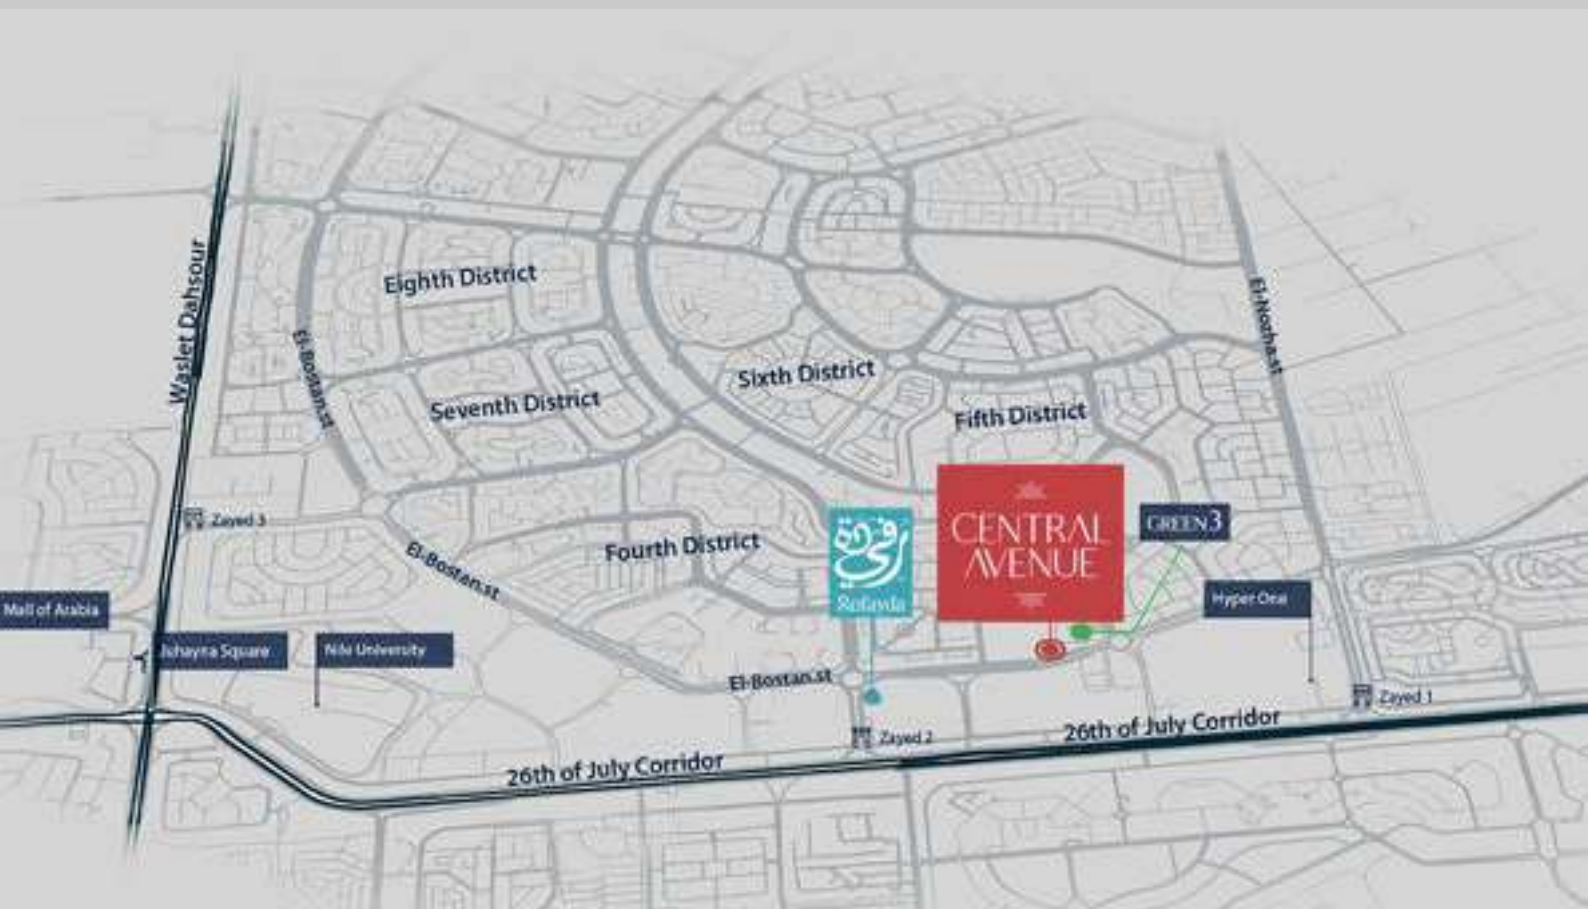 Waslet Dahsour
Eighth District
El-Bostan.st
Seventh District
Sixth District
Fifth District
El-Nozha.st
Zayed 3
El-Bostan.st
Fourth District
رفيدة
Rofayda
CENTRAL
AVENUE
GREEN3
Hyper One
Mall of Arabia
Juhayna Square
Nile University
El-Bostan.st
Zayed 2
Zayed 1
26th of July Corridor
26th of July Corridor